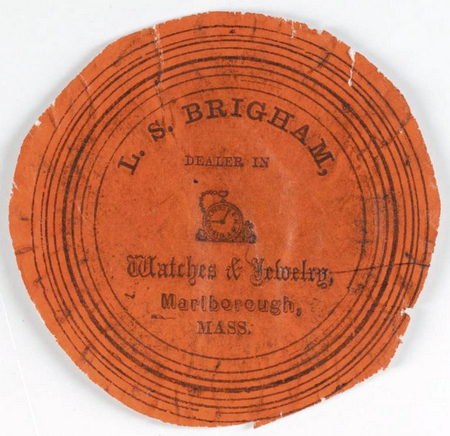 L. S. BRIGHAM,
DEALER IN
Watches & Jewelry,
Marlborough,
MASS.